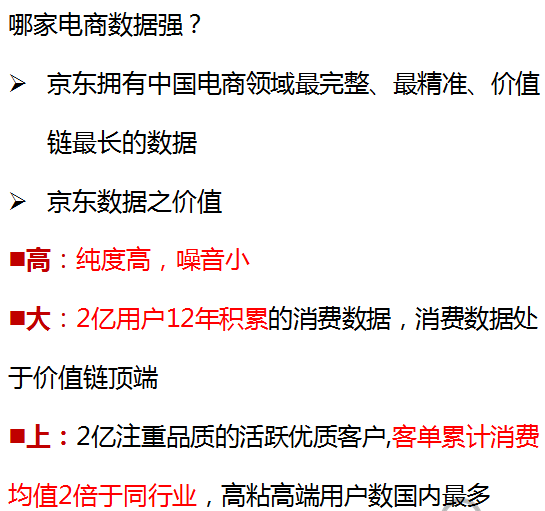 哪家电商数据强？
➢ 京东拥有中国电商领域最完整、最精准、价值
链最长的数据
➢ 京东数据之价值
■高：纯度高，噪音小
■大：2亿用户12年积累的消费数据，消费数据处
于价值链顶端
■上：2亿注重品质的活跃优质客户,客单累计消费
均值2倍于同行业，高粘高端用户数国内最多